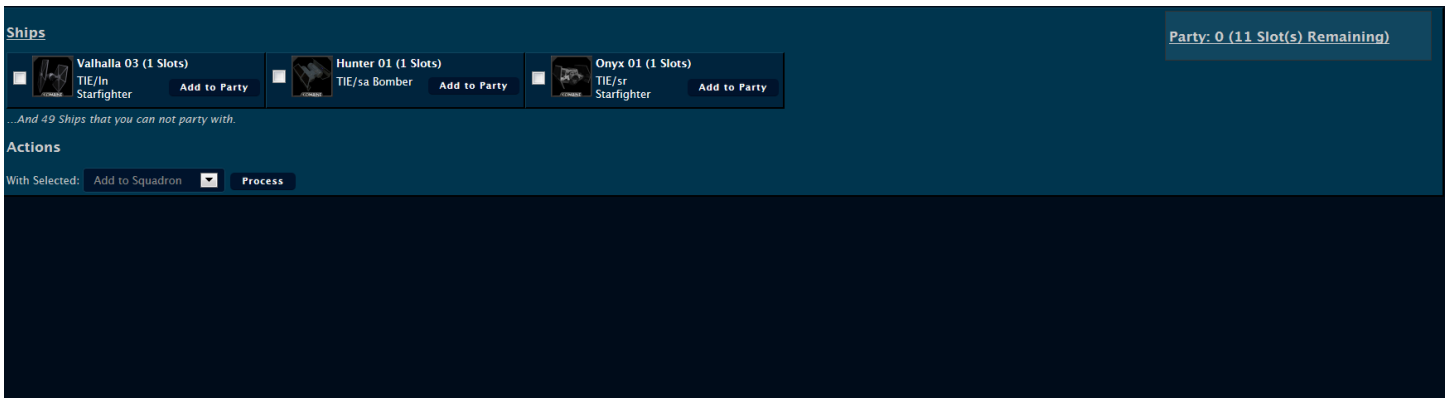 Ships
Party: 0 (11 Slot(s) Remaining)
Valhalla 03 (1 Slots)
TIE/ln
Starfighter
Add to Party
Hunter 01 (1 Slots)
TIE/sa Bomber
Add to Party
Onyx 01 (1 Slots)
TIE/sr
Starfighter
Add to Party
...And 49 Ships that you can not party with.
Actions
With Selected: Add to Squadron Process